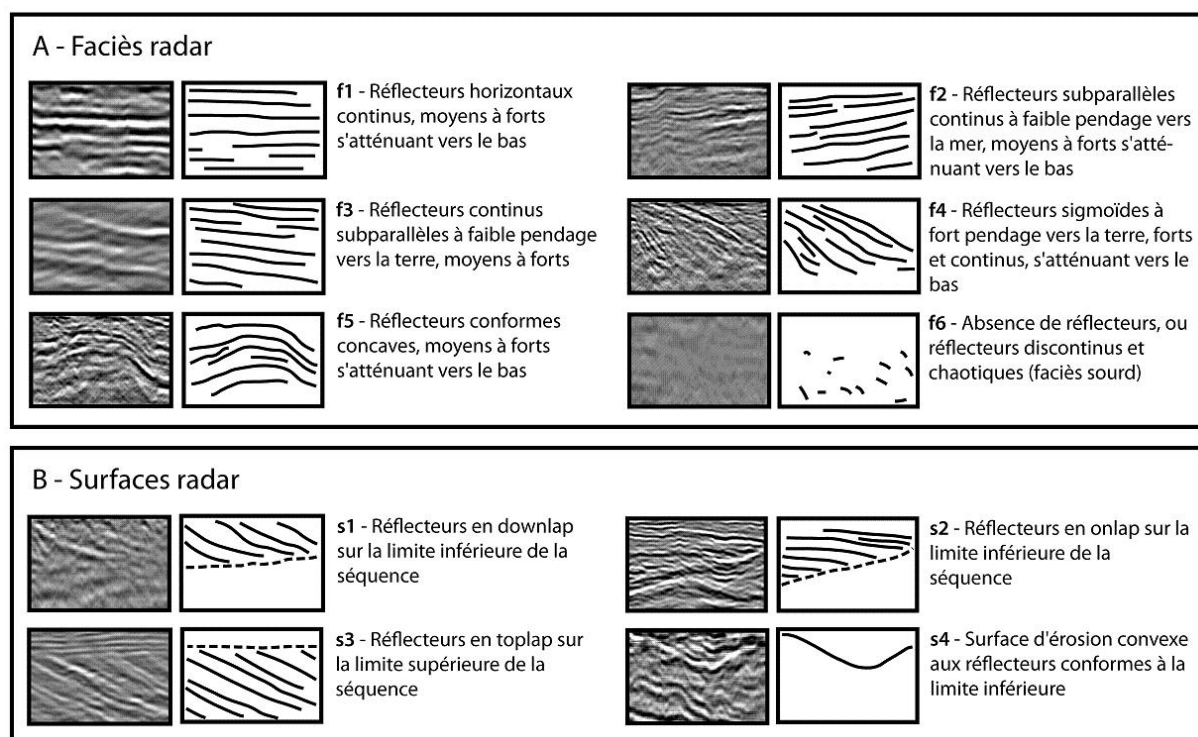 A - Faciès radar
f1 - Réflecteurs horizontaux
continus, moyens à forts
s'atténuant vers le bas
f2 - Réflecteurs subparallèles
continus à faible pendage vers
la mer, moyens à forts s'atté-
nuant vers le bas
f3 - Réflecteurs continus
subparallèles à faible pendage
vers la terre, moyens à forts
f4 - Réflecteurs sigmoïdes à
fort pendage vers la terre, forts
et continus, s'atténuant vers le
bas
f5 - Réflecteurs conformes
concaves, moyens à forts
s'atténuant vers le bas
f6 - Absence de réflecteurs, ou
réflecteurs discontinus et
chaotiques (faciès sourd)
B - Surfaces radar
s1 - Réflecteurs en downlap
sur la limite inférieure de la
séquence
s2 - Réflecteurs en onlap sur la
limite inférieure de la
séquence
s3 - Réflecteurs en toplap sur
la limite supérieure de la
séquence
s4 - Surface d'érosion convexe
aux réflecteurs conformes à la
limite inférieure